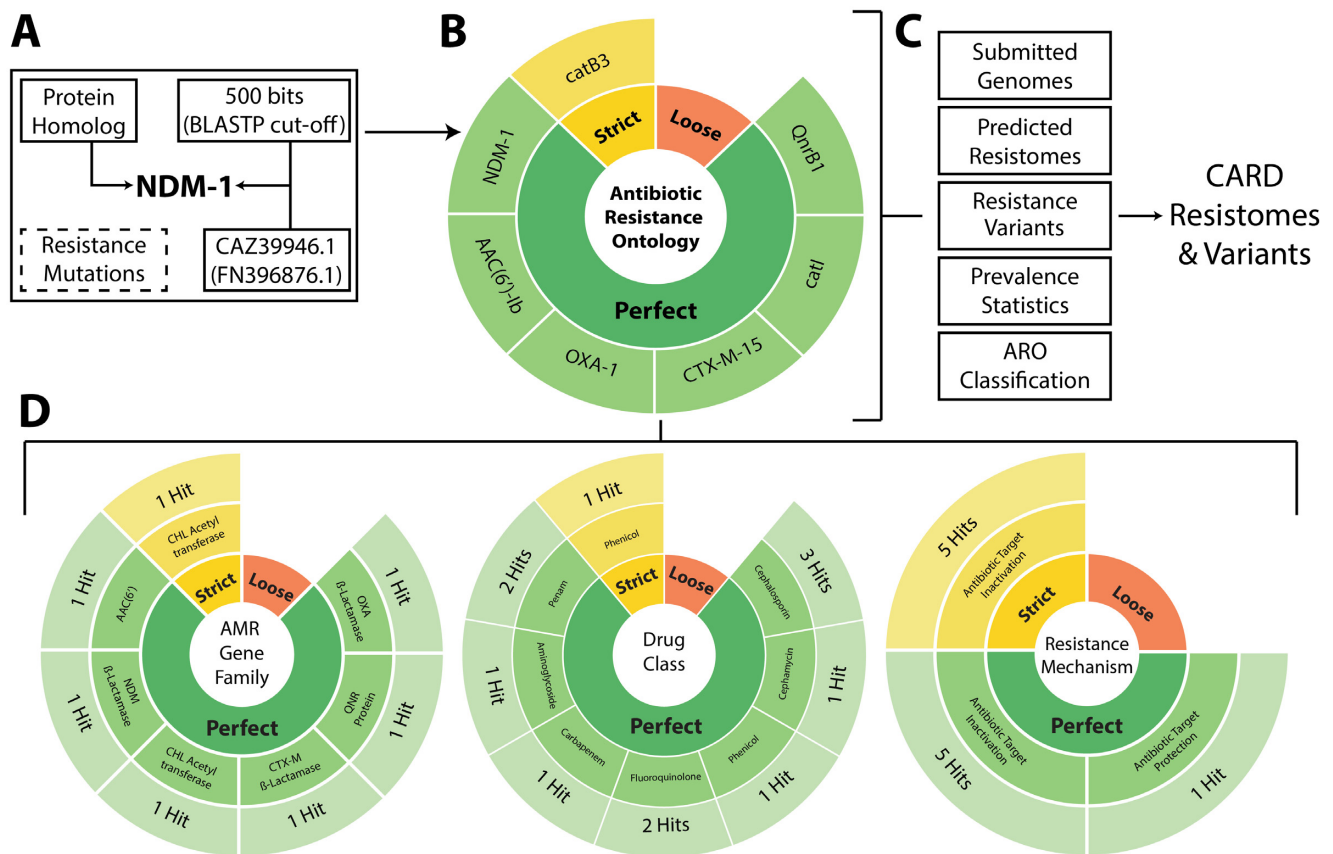 A
Protein
Homolog
500 bits
(BLASTP cut-off)
NDM-1
Resistance
Mutations
CAZ39946.1
(FN396876.1)
B
catB3
Strict
Loose
NDM-1
QnrB1
Antibiotic
Resistance
Ontology
AAC(6')-Ib
catI
Perfect
OXA-1
CTX-M-15
C
Submitted
Genomes
Predicted
Resistomes
Resistance
Variants
Prevalence
Statistics
ARO
Classification
CARD
Resistomes
& Variants
D
1 Hit
CHL Acetyl
transferase
Strict
Loose
1 Hit
AAC(6')
OXA
ß-Lactamase
1 Hit
AMR
Gene
Family
1 Hit
NDM
ß-Lactamase
QNR
Protein
1 Hit
Perfect
CHL Acetyl
transferase
CTX-M
ß-Lactamase
1 Hit
1 Hit
1 Hit
Phenicol
Strict
Loose
2 Hits
Penam
Cephalosporin
3 Hits
Drug
Class
1 Hit
Aminoglycoside
Cephamycin
1 Hit
Perfect
Carbapenem
Fluoroquinolone
Phenicol
1 Hit
2 Hits
1 Hit
5 Hits
Antibiotic Target
Inactivation
Strict
Loose
Resistance
Mechanism
Perfect
Antibiotic Target
Inactivation
Antibiotic Target
Protection
5 Hits
1 Hit